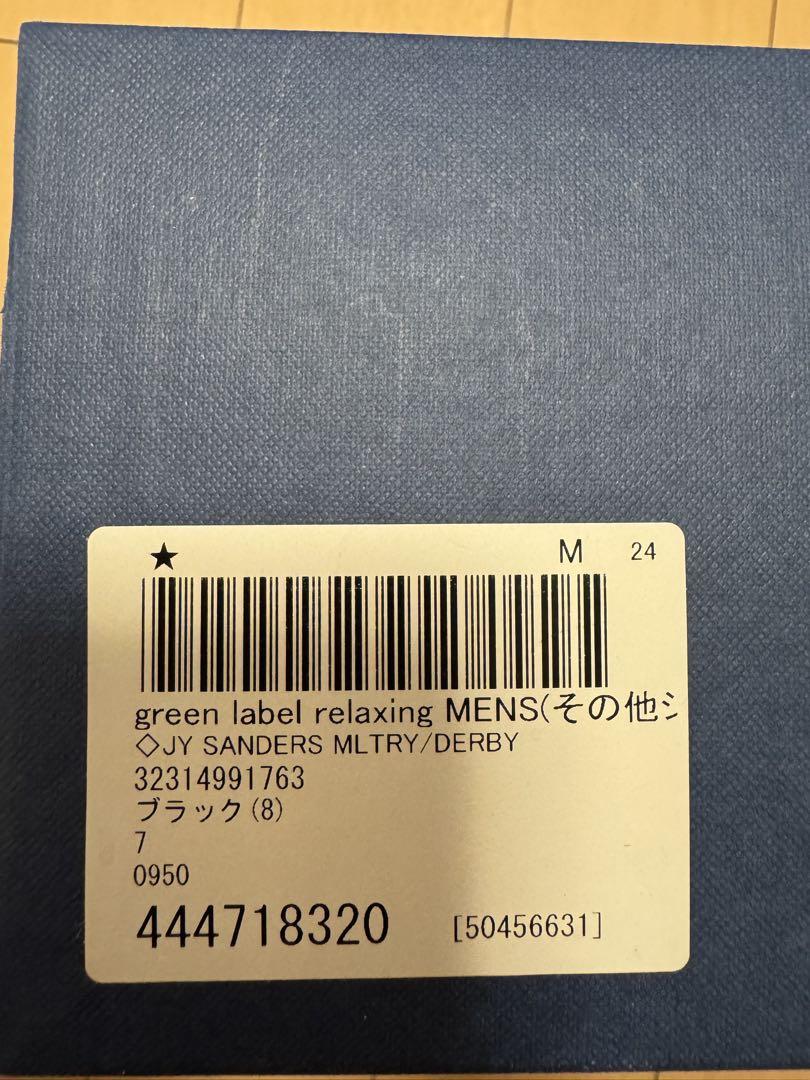 ★ M 24
green label relaxing MENS(その他シ
◇JY SANDERS MLTRY/DERBY
32314991763
ブラック(8)
7
0950
444718320 [50456631]